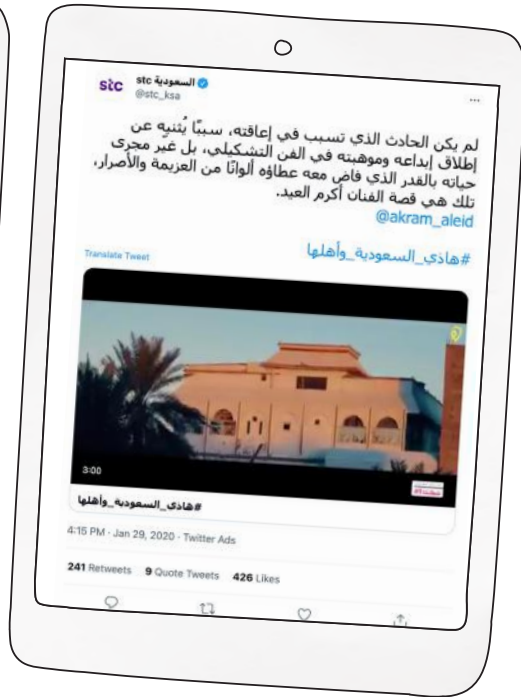 stc
stc السعودية
@stc_ksa
...
لم يكن الحادث الذي تسبب في إعاقته، سببًا يُثنيه عن
إطلاق إبداعه وموهبته في الفن التشكيلي، بل غيّر مجرى
حياته بالقدر الذي فاض معه عطاؤه ألوانًا من العزيمة والأصرار،
تلك هي قصة الفنان أكرم العيد.
@akram_aleid
#هاذي_السعودية_وأهلها
Translate Tweet
3:00
#هاذي_السعودية_وأهلها
4:15 PM · Jan 29, 2020 · Twitter Ads
241 Retweets 9 Quote Tweets 426 Likes